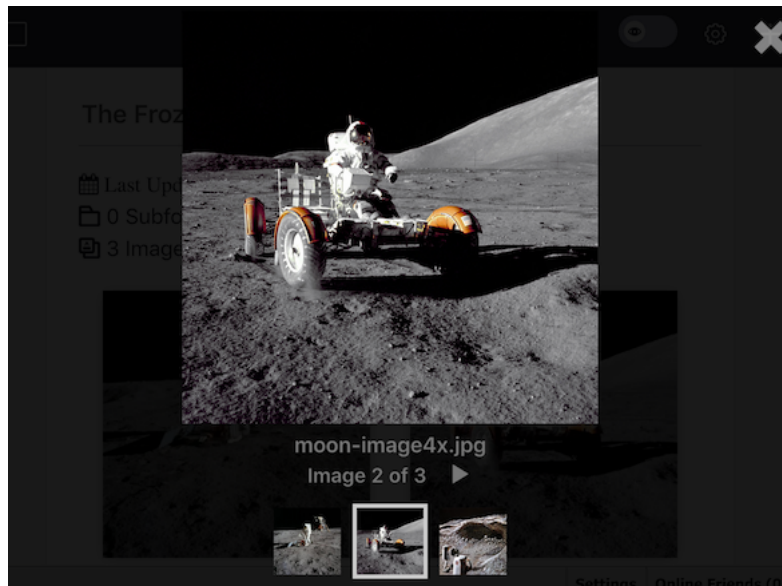 The Froz
Last Upd
0 Subfo
3 Image
moon-image4x.jpg
Image 2 of 3
Settings
Online Friends